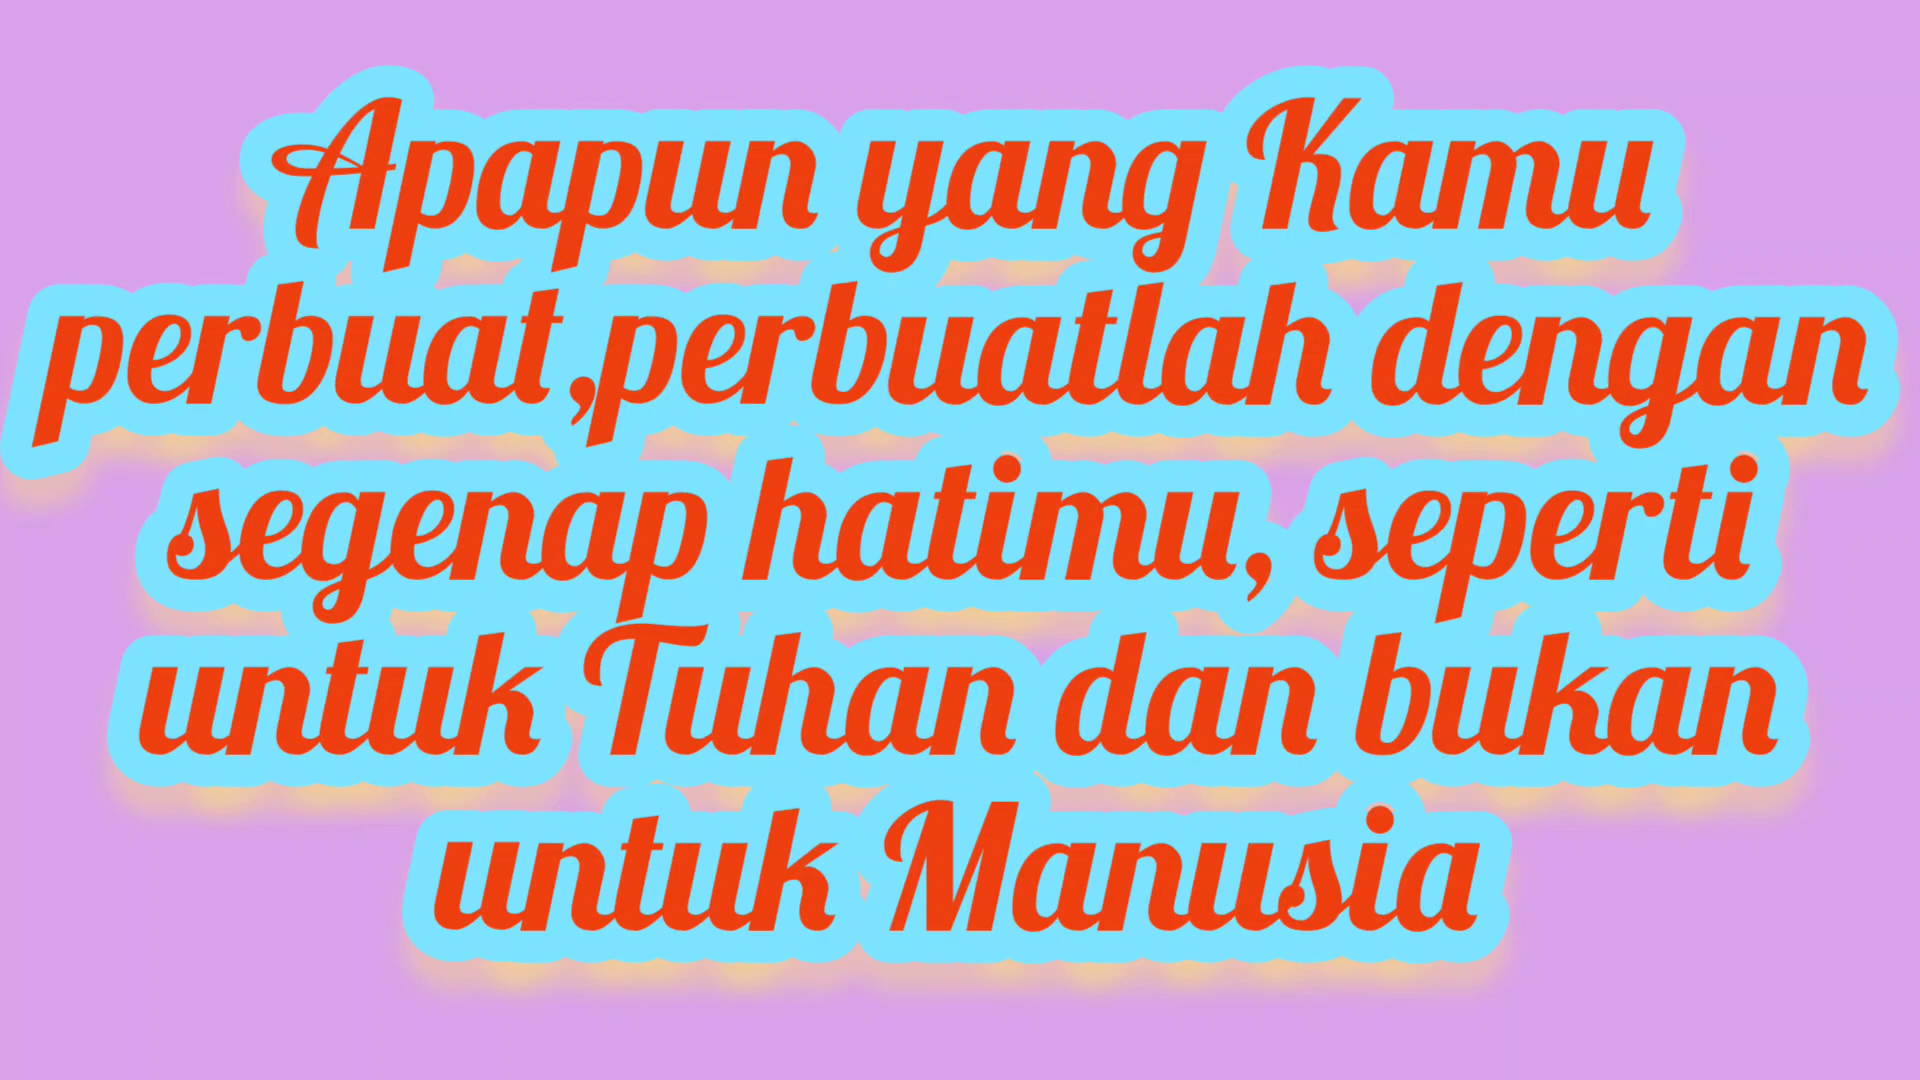 Apapun yang Kamu
perbuat,perbuatlah dengan
segenap hatimu, seperti
untuk Tuhan dan bukan
untuk Manusia